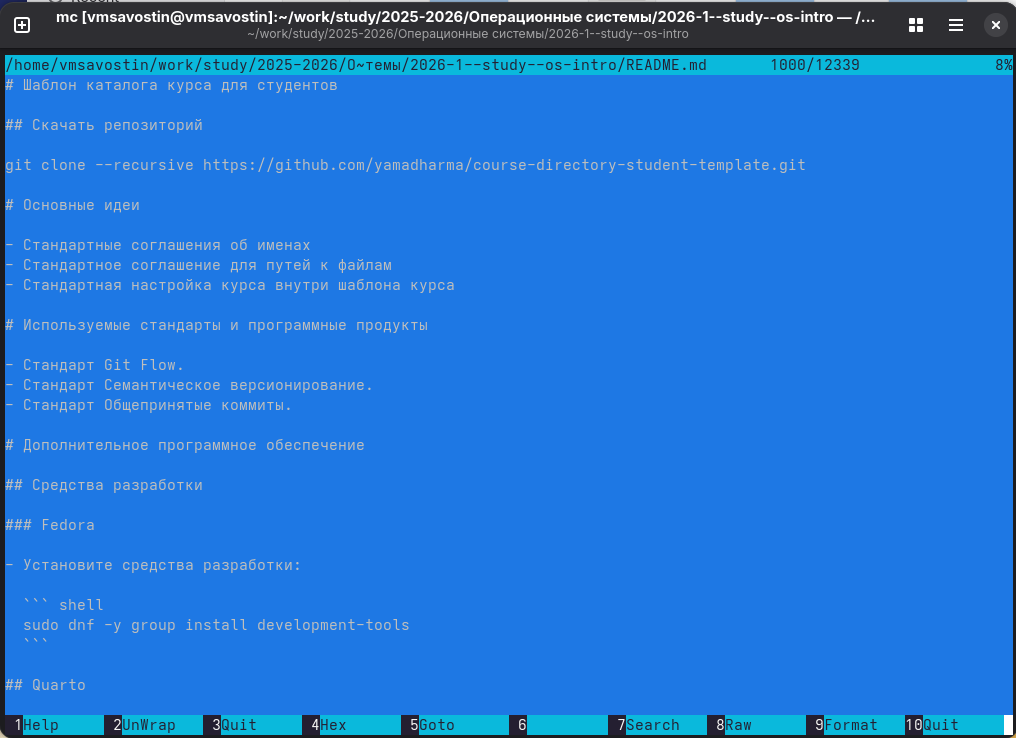 mc [vmsavostin@vmsavostin]:~/work/study/2025-2026/Операционные системы/2026-1--study--os-intro — /...
~/work/study/2025-2026/Операционные системы/2026-1--study--os-intro
/home/vmsavostin/work/study/2025-2026/О~темы/2026-1--study--os-intro/README.md 1000/12339 8%
# Шаблон каталога курса для студентов
## Скачать репозиторий
git clone --recursive https://github.com/yamadharma/course-directory-student-template.git
# Основные идеи
- Стандартные соглашения об именах
- Стандартное соглашение для путей к файлам
- Стандартная настройка курса внутри шаблона курса
# Используемые стандарты и программные продукты
- Стандарт Git Flow.
- Стандарт Семантическое версионирование.
- Стандарт Общепринятые коммиты.
# Дополнительное программное обеспечение
## Средства разработки
### Fedora
- Установите средства разработки:
``` shell
sudo dnf -y group install development-tools
```
## Quarto
1Help 2UnWrap 3Quit 4Hex 5Goto 6 7Search 8Raw 9Format 10Quit